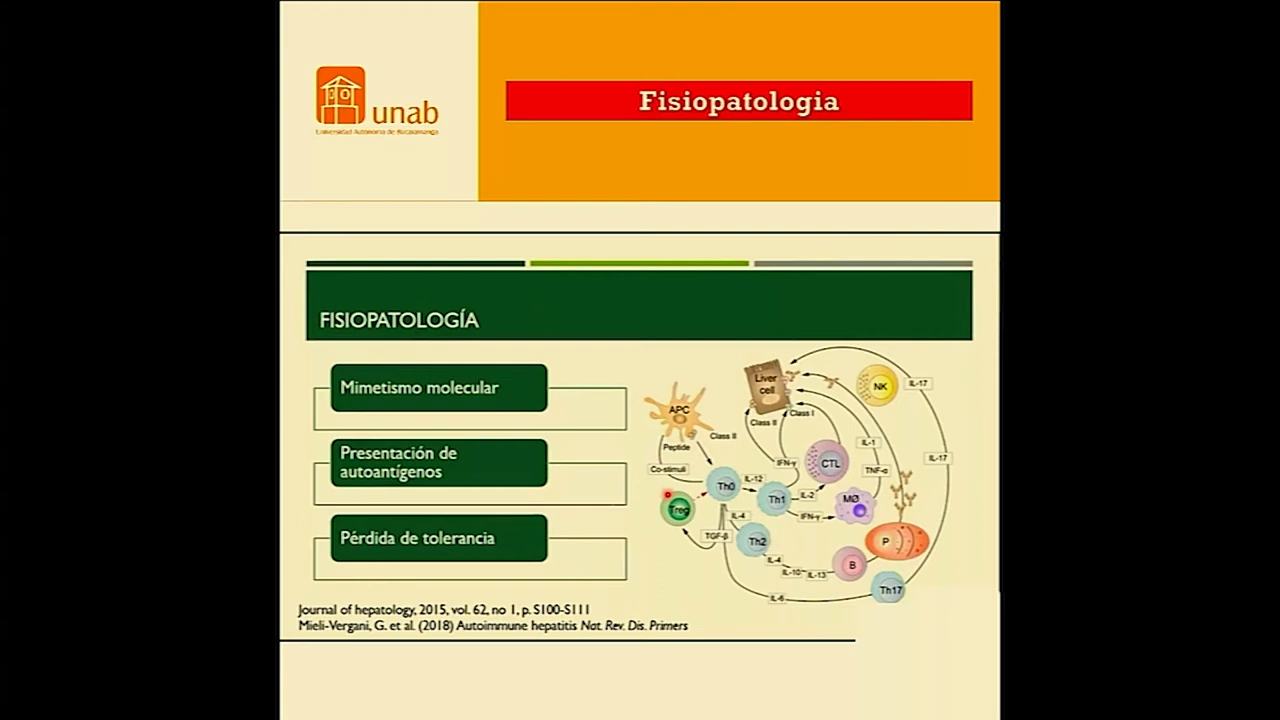 unab
Universidad Autónoma de Bucaramanga
Fisiopatologia
FISIOPATOLOGÍA
Mimetismo molecular
Presentación de
autoantígenos
Pérdida de tolerancia
Liver
cell
NK
IL-17
APC
Class I
Class II
Class II
Peptide
IL-1
IL-17
CTL
IFN-γ
Co-stimuli
TNF-α
IL-12
Th0
Th1
IL-2
MØ
Treg
IL-4
IFN-γ
TGF-β
Th2
P
IL-4
B
IL-10
IL-13
Th17
IL-6
Journal of hepatology, 2015, vol. 62, no 1, p. S100-S111
Mieli-Vergani, G. et al. (2018) Autoimmune hepatitis Nat. Rev. Dis. Primers